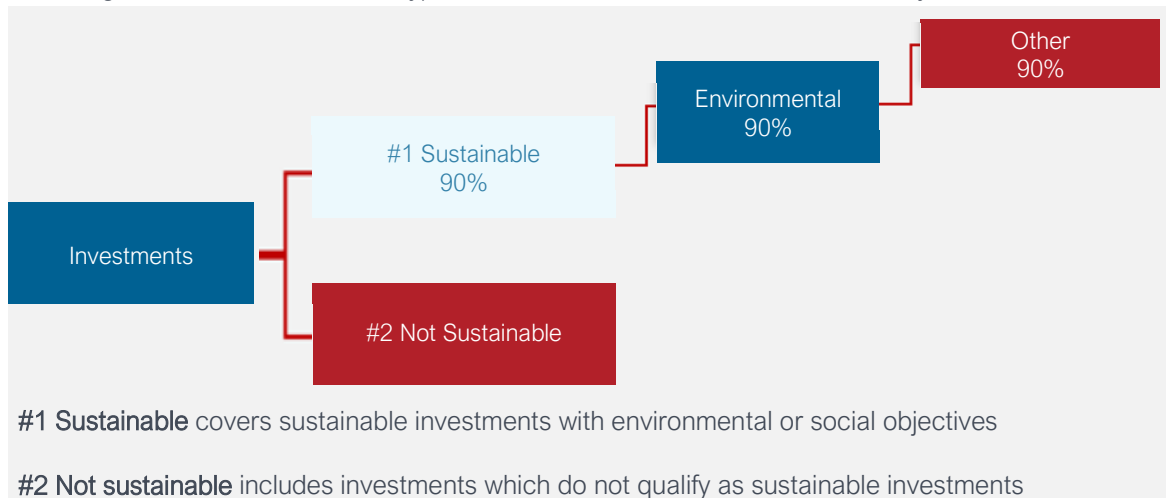 Other
90%
Environmental
90%
#1 Sustainable
90%
Investments
#2 Not Sustainable
#1 Sustainable covers sustainable investments with environmental or social objectives
#2 Not sustainable includes investments which do not qualify as sustainable investments